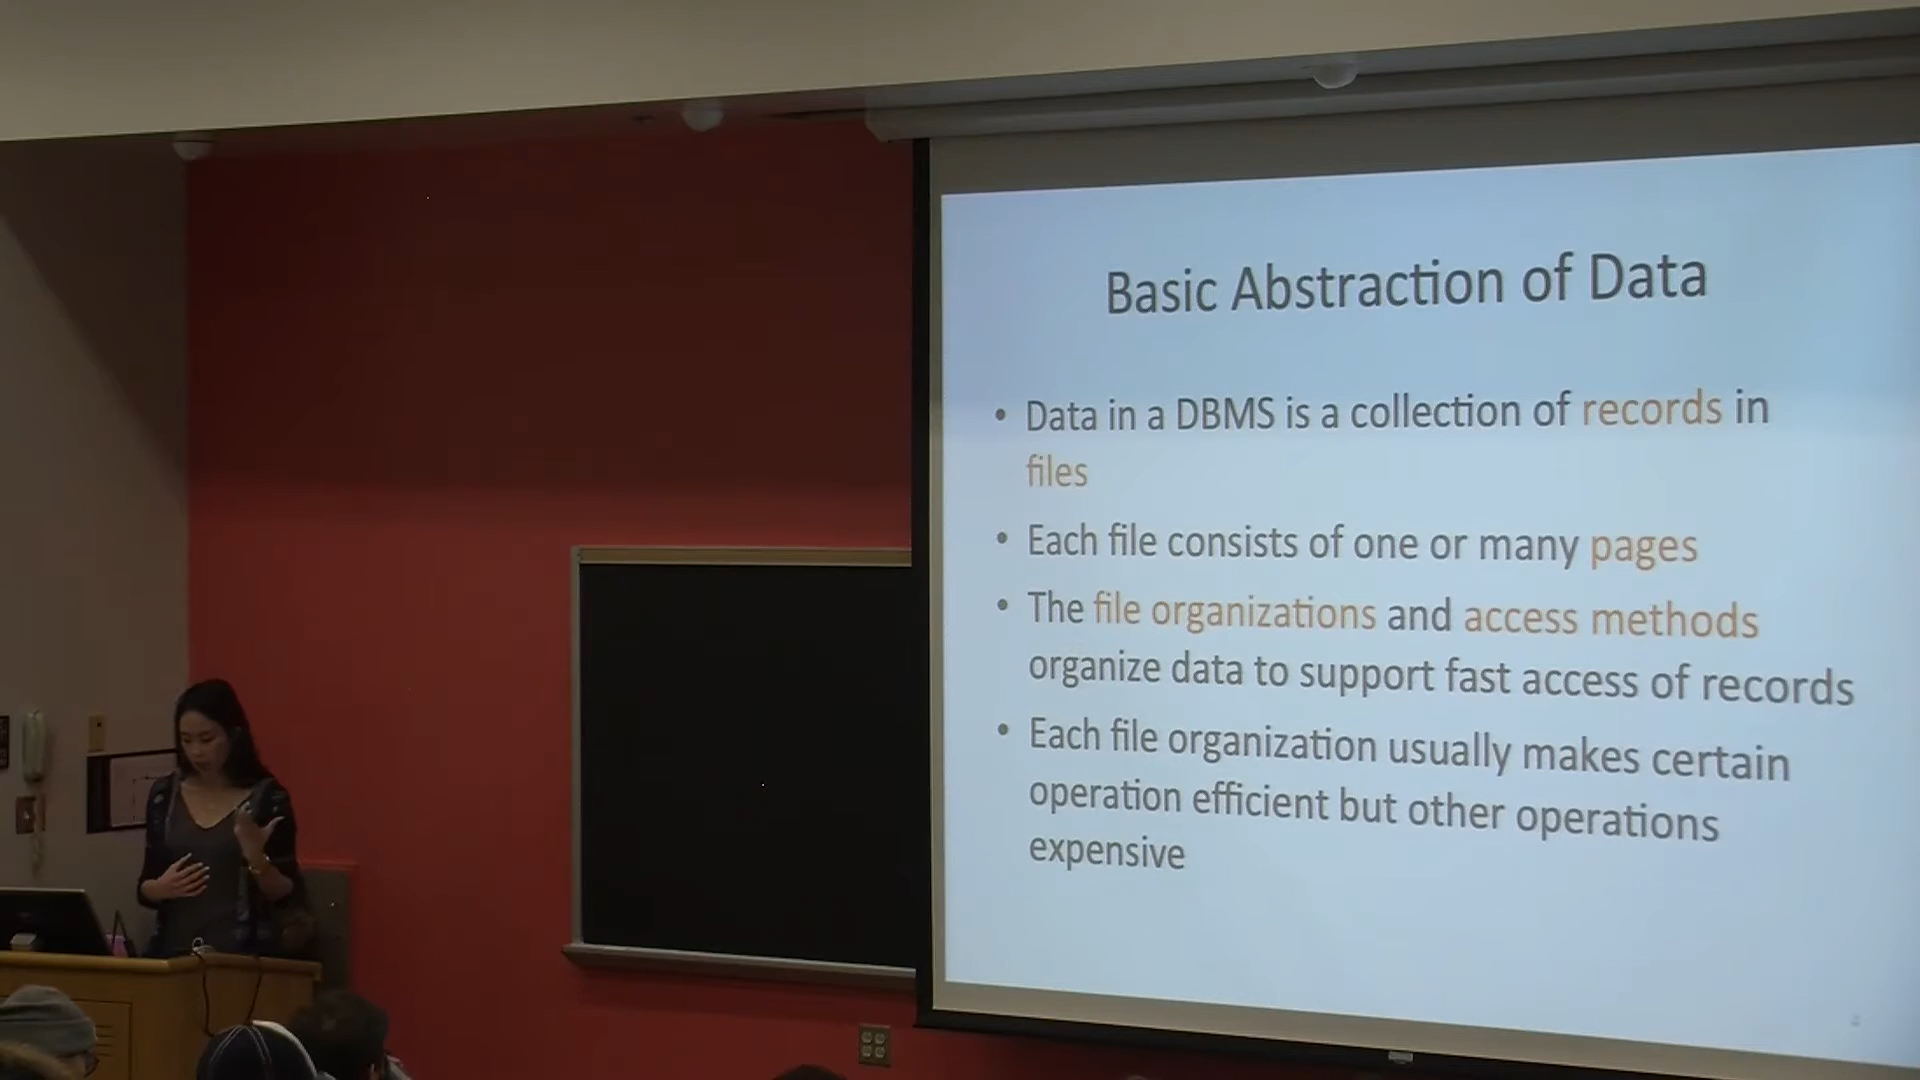 Basic Abstraction of Data
• Data in a DBMS is a collection of records in
files
• Each file consists of one or many pages
• The file organizations and access methods
organize data to support fast access of records
• Each file organization usually makes certain
operation efficient but other operations
expensive